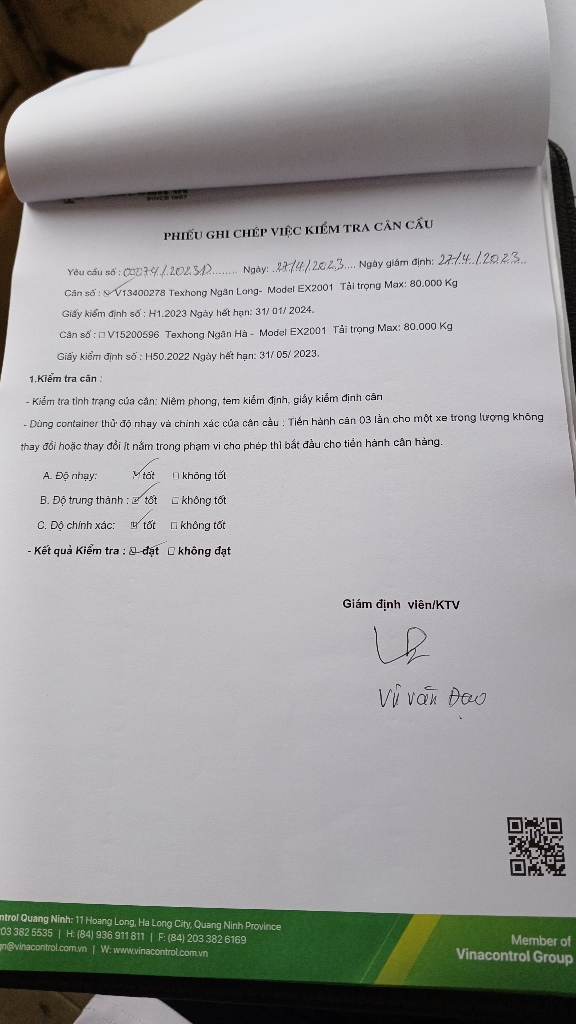 SINCE 1957
PHIẾU GHI CHÉP VIỆC KIỂM TRA CÂN CẦU
Yêu cầu số : Ngày: 27/4/2023 Ngày giám định: 27/4/2023
Cân số : ☑ V13400278 Texhong Ngân Long- Model EX2001 Tải trọng Max: 80.000 Kg
Giấy kiểm định số : H1.2023 Ngày hết hạn: 31/ 01/ 2024.
Cân số : ☐ V15200596 Texhong Ngân Hà - Model EX2001 Tải trọng Max: 80.000 Kg
Giấy kiểm định số : H50.2022 Ngày hết hạn: 31/ 05/ 2023.
1.Kiểm tra cân :
- Kiểm tra tình trạng của cân: Niêm phong, tem kiểm định, giấy kiểm định cân
- Dùng container thử độ nhạy và chính xác của cân cầu : Tiến hành cân 03 lần cho một xe trọng lượng không
thay đổi hoặc thay đổi ít nằm trong phạm vi cho phép thì bắt đầu cho tiến hành cân hàng.
A. Độ nhạy: ☑ tốt ☐ không tốt
B. Độ trung thành : ☑ tốt ☐ không tốt
C. Độ chính xác: ☑ tốt ☐ không tốt
- Kết quả Kiểm tra : ☑ đạt ☐ không đạt
Giám định viên/KTV
Vũ Văn Đạo
ntrol Quang Ninh: 11 Hoang Long, Ha Long City, Quang Ninh Province
03 382 5535 | H: (84) 936 911 811 | F: (84) 203 382 6169
n@vinacontrol.com.vn | W: www.vinacontrol.com.vn
Member of
Vinacontrol Group